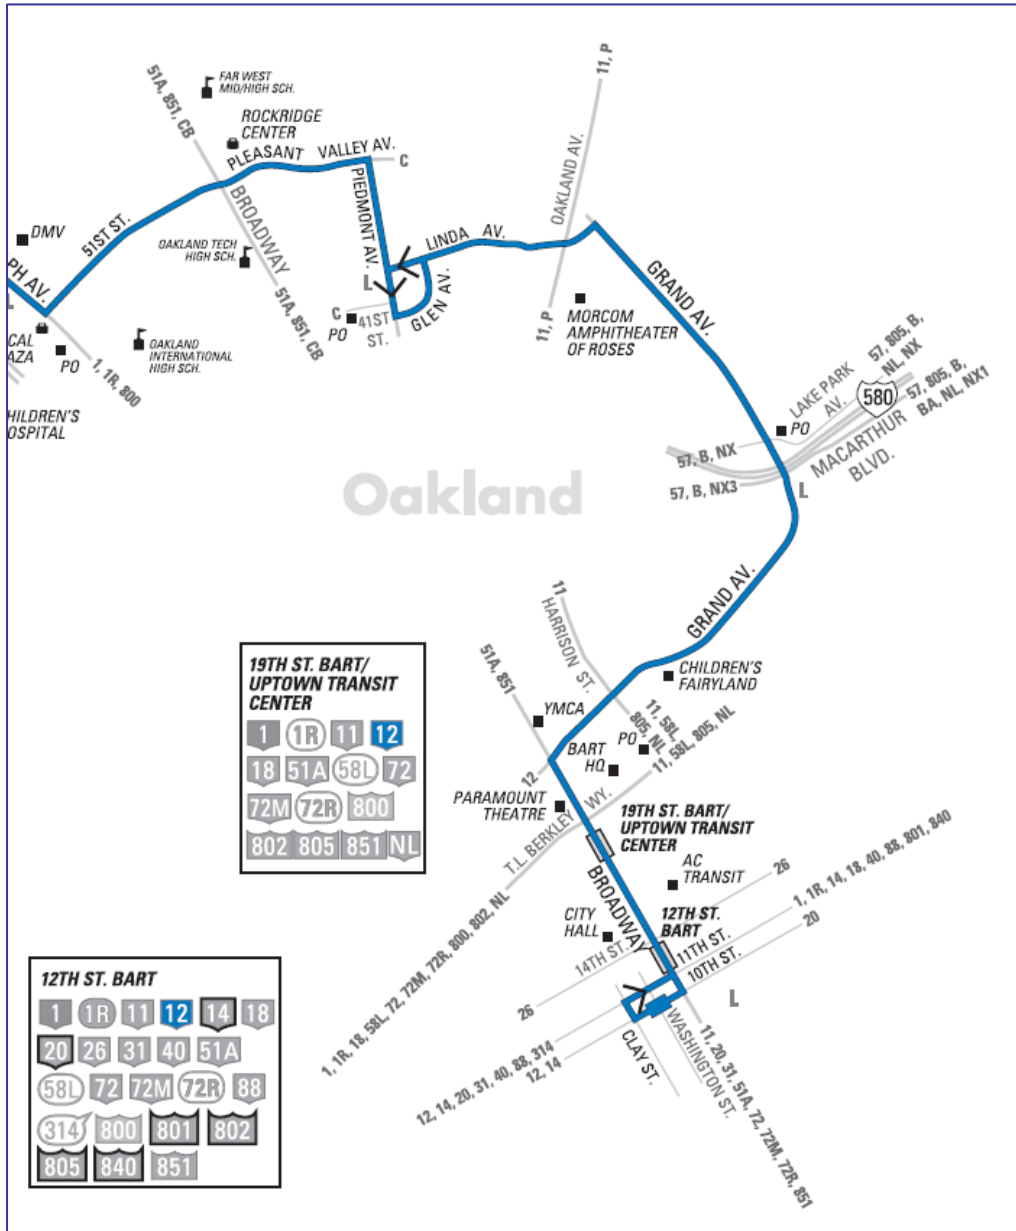 FAR WEST
MID/HIGH SCH.
51A, 851, CB
ROCKRIDGE
CENTER
11, P
PLEASANT VALLEY AV.
C
OAKLAND AV.
PIEDMONT AV.
BROADWAY
51ST ST.
DMV
OAKLAND TECH
HIGH SCH.
LINDA AV.
L
GLEN AV.
PH AV.
L
C
41ST
ST.
PO
51A, 851, CB
11, P
GRAND AV.
MORCOM
AMPHITHEATER
OF ROSES
CAL
AZA
PO
OAKLAND
INTERNATIONAL
HIGH SCH.
1, 1R, 800
HILDREN'S
OSPITAL
57, 805, B,
NL, NX
LAKE PARK
AV.
PO
580
57, 805, B,
BA, NL, NX1
57, B, NX
MACARTHUR
BLVD.
57, B, NX3
L
Oakland
GRAND AV.
11
HARRISON ST.
51A, 851
CHILDREN'S
FAIRYLAND
YMCA
11, 58L,
805, NL
PO
BART
HQ
11, 58L, 805, NL
12
PARAMOUNT
THEATRE
T.L. BERKLEY WY.
19TH ST. BART/
UPTOWN TRANSIT
CENTER
BROADWAY
AC
TRANSIT
26
1, 1R, 14, 18, 40, 88, 801, 840
20
CITY
HALL
12TH ST.
BART
14TH ST.
11TH ST.
10TH ST.
L
26
1, 1R, 18, 58L, 72, 72M, 72R, 800, 802, NL
12, 14, 20, 31, 40, 88, 314
12, 14
CLAY ST.
WASHINGTON ST.
11, 20, 31, 51A, 72, 72M, 72R, 851
19TH ST. BART/
UPTOWN TRANSIT
CENTER
1 1R 11 12
18 51A 58L 72
72M 72R 800
802 805 851 NL
12TH ST. BART
1 1R 11 12 14 18
20 26 31 40 51A
58L 72 72M 72R 88
314 800 801 802
805 840 851